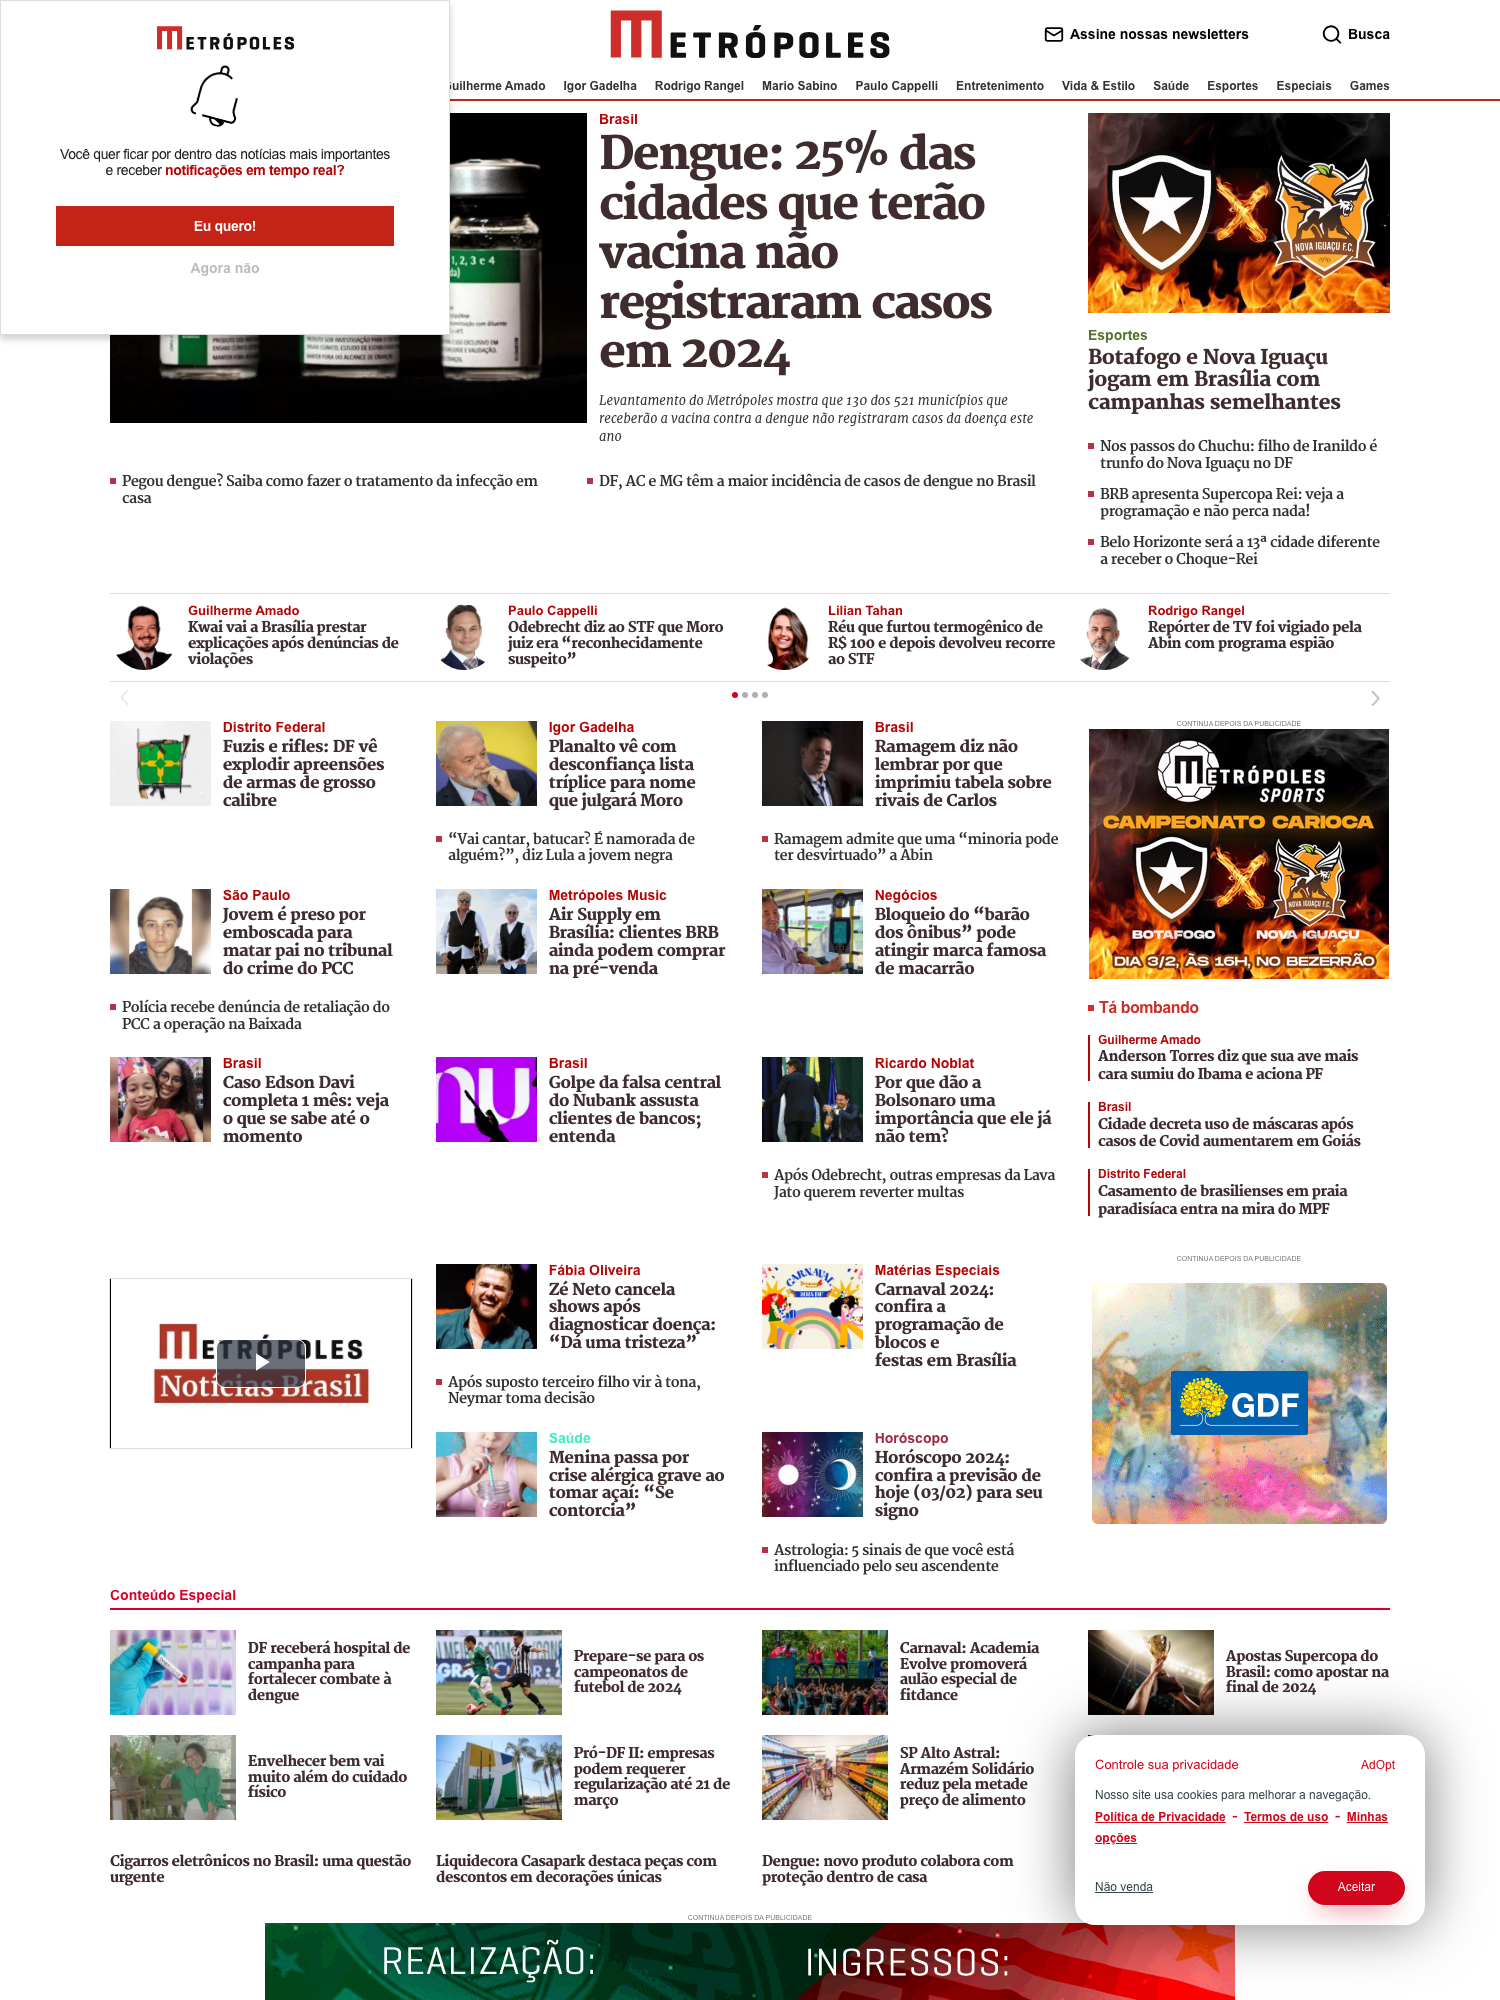 METRÓPOLES
Você quer ficar por dentro das notícias mais importantes
e receber notificações em tempo real?
Eu quero!
Agora não
METRÓPOLES
Assine nossas newsletters
Busca
Guilherme Amado Igor Gadelha Rodrigo Rangel Mario Sabino Paulo Cappelli Entretenimento Vida & Estilo Saúde Esportes Especiais Games
Brasil
Dengue: 25% das
cidades que terão
vacina não
registraram casos
em 2024
Levantamento do Metrópoles mostra que 130 dos 521 municípios que
receberão a vacina contra a dengue não registraram casos da doença este
ano
Pegou dengue? Saiba como fazer o tratamento da infecção em
casa
DF, AC e MG têm a maior incidência de casos de dengue no Brasil
NOVA IGUAÇU F.C.
Esportes
Botafogo e Nova Iguaçu
jogam em Brasília com
campanhas semelhantes
Nos passos do Chuchu: filho de Iranildo é
trunfo do Nova Iguaçu no DF
BRB apresenta Supercopa Rei: veja a
programação e não perca nada!
Belo Horizonte será a 13ª cidade diferente
a receber o Choque-Rei
Guilherme Amado
Kwai vai a Brasília prestar
explicações após denúncias de
violações
Paulo Cappelli
Odebrecht diz ao STF que Moro
juiz era “reconhecidamente
suspeito”
Lilian Tahan
Réu que furtou termogênico de
R$ 100 e depois devolveu recorre
ao STF
Rodrigo Rangel
Repórter de TV foi vigiado pela
Abin com programa espião
Distrito Federal
Fuzis e rifles: DF vê
explodir apreensões
de armas de grosso
calibre
Igor Gadelha
Planalto vê com
desconfiança lista
tríplice para nome
que julgará Moro
“Vai cantar, batucar? É namorada de
alguém?”, diz Lula a jovem negra
Brasil
Ramagem diz não
lembrar por que
imprimiu tabela sobre
rivais de Carlos
Ramagem admite que uma “minoria pode
ter desvirtuado” a Abin
CONTINUA DEPOIS DA PUBLICIDADE
METRÓPOLES
SPORTS
CAMPEONATO CARIOCA
NOVA IGUAÇU F.C.
BOTAFOGO NOVA IGUAÇU
DIA 3/2, ÀS 16H, NO BEZERRÃO
São Paulo
Jovem é preso por
emboscada para
matar pai no tribunal
do crime do PCC
Polícia recebe denúncia de retaliação do
PCC a operação na Baixada
Metrópoles Music
Air Supply em
Brasília: clientes BRB
ainda podem comprar
na pré-venda
Negócios
Bloqueio do “barão
dos ônibus” pode
atingir marca famosa
de macarrão
Tá bombando
Guilherme Amado
Anderson Torres diz que sua ave mais
cara sumiu do Ibama e aciona PF
Brasil
Cidade decreta uso de máscaras após
casos de Covid aumentarem em Goiás
Distrito Federal
Casamento de brasilienses em praia
paradisíaca entra na mira do MPF
Brasil
Caso Edson Davi
completa 1 mês: veja
o que se sabe até o
momento
nu
Brasil
Golpe da falsa central
do Nubank assusta
clientes de bancos;
entenda
Ricardo Noblat
Por que dão a
Bolsonaro uma
importância que ele já
não tem?
Após Odebrecht, outras empresas da Lava
Jato querem reverter multas
METRÓPOLES
Notícias Brasil
Fábia Oliveira
Zé Neto cancela
shows após
diagnosticar doença:
“Dá uma tristeza”
Após suposto terceiro filho vir à tona,
Neymar toma decisão
CARNAVAL
Matérias Especiais
Carnaval 2024:
confira a
programação de
blocos e
festas em Brasília
CONTINUA DEPOIS DA PUBLICIDADE
GDF
Saúde
Menina passa por
crise alérgica grave ao
tomar açaí: “Se
contorcia”
Horóscopo
Horóscopo 2024:
confira a previsão de
hoje (03/02) para seu
signo
Astrologia: 5 sinais de que você está
influenciado pelo seu ascendente
Conteúdo Especial
DF receberá hospital de
campanha para
fortalecer combate à
dengue
Prepare-se para os
campeonatos de
futebol de 2024
Carnaval: Academia
Evolve promoverá
aulão especial de
fitdance
Apostas Supercopa do
Brasil: como apostar na
final de 2024
Envelhecer bem vai
muito além do cuidado
físico
Pró-DF II: empresas
podem requerer
regularização até 21 de
março
SP Alto Astral:
Armazém Solidário
reduz pela metade
preço de alimento
Cigarros eletrônicos no Brasil: uma questão
urgente
Liquidecora Casapark destaca peças com
descontos em decorações únicas
Dengue: novo produto colabora com
proteção dentro de casa
Controle sua privacidade
AdOpt
Nosso site usa cookies para melhorar a navegação.
Política de Privacidade - Termos de uso - Minhas
opções
Não venda
Aceitar
CONTINUA DEPOIS DA PUBLICIDADE
REALIZAÇÃO: INGRESSOS: